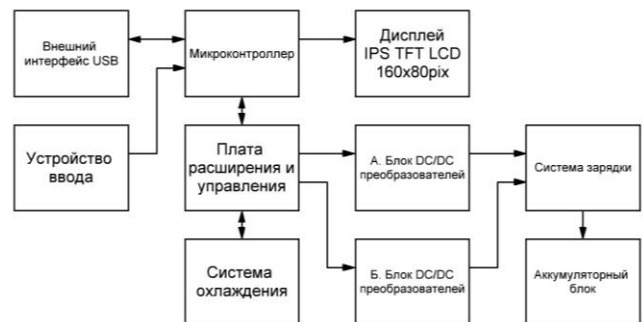 Внешний
интерфейс USB
Микроконтроллер
Дисплей
IPS TFT LCD
160x80pix
Устройство
ввода
Плата
расширения и
управления
А. Блок DC/DC
преобразователей
Система зарядки
Система
охлаждения
Б. Блок DC/DC
преобразователей
Аккумуляторный
блок